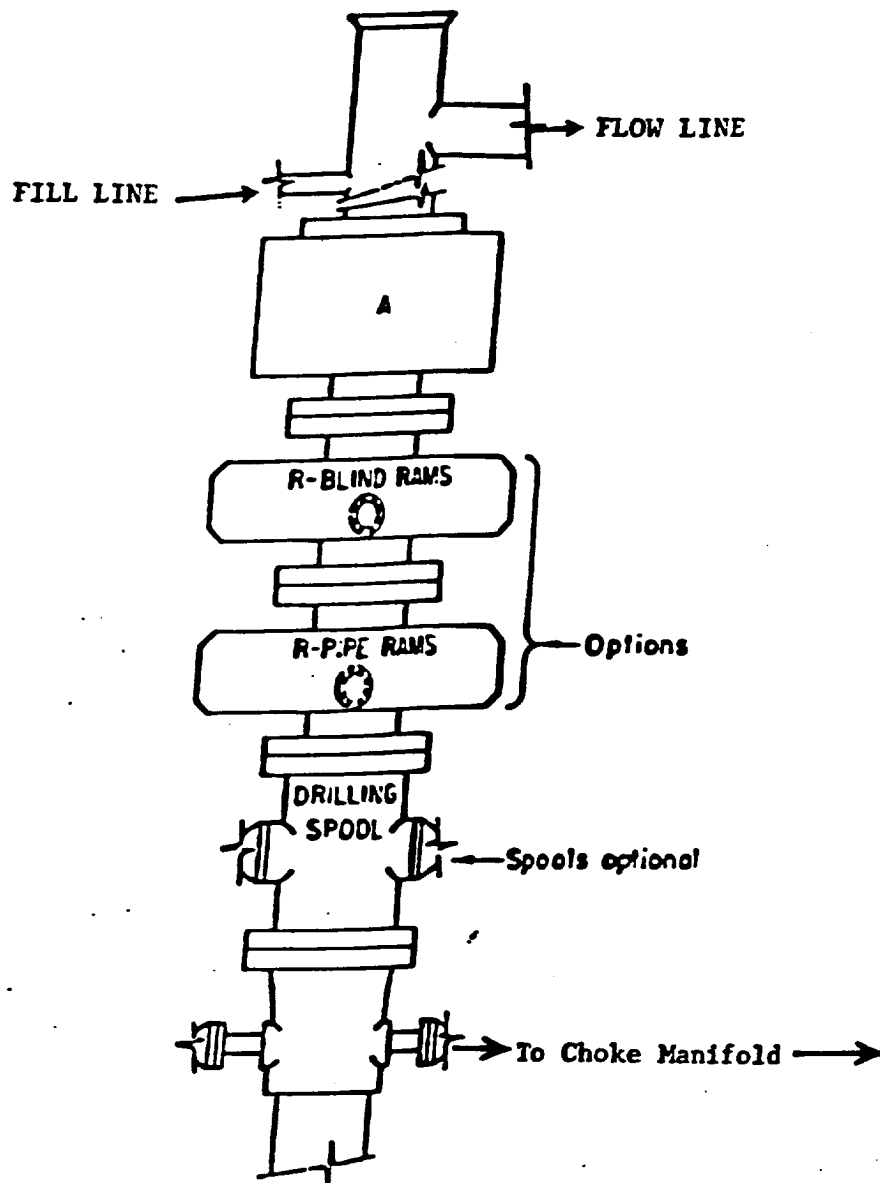 FLOW LINE
FILL LINE
A
R-BLIND RAMS
R-PIPE RAMS
Options
DRILLING
SPOOL
Spools optional
To Choke Manifold